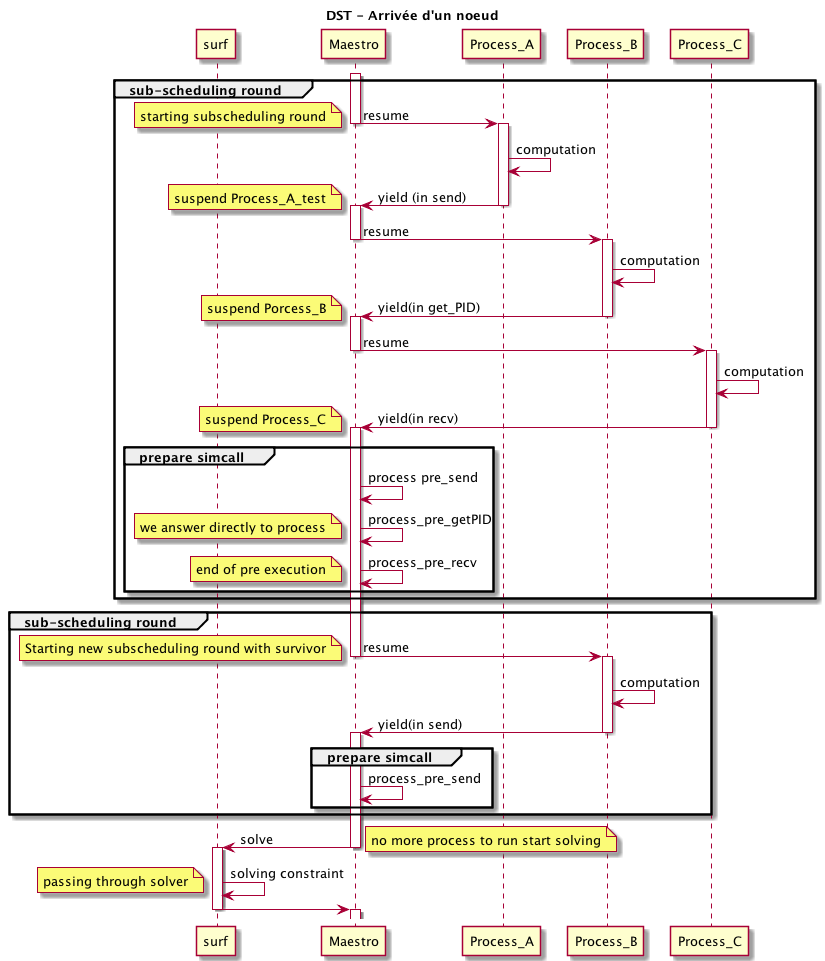 DST - Arrivée d'un noeud
surf
Maestro
Process_A
Process_B
Process_C
sub-scheduling round
starting subscheduling round
resume
computation
suspend Process_A_test
yield (in send)
resume
computation
suspend Porcess_B
yield(in get_PID)
resume
computation
suspend Process_C
yield(in recv)
prepare simcall
process pre_send
we answer directly to process
process_pre_getPID
end of pre execution
process_pre_recv
sub-scheduling round
Starting new subscheduling round with survivor
resume
computation
yield(in send)
prepare simcall
process_pre_send
solve
no more process to run start solving
passing through solver
solving constraint
surf
Maestro
Process_A
Process_B
Process_C